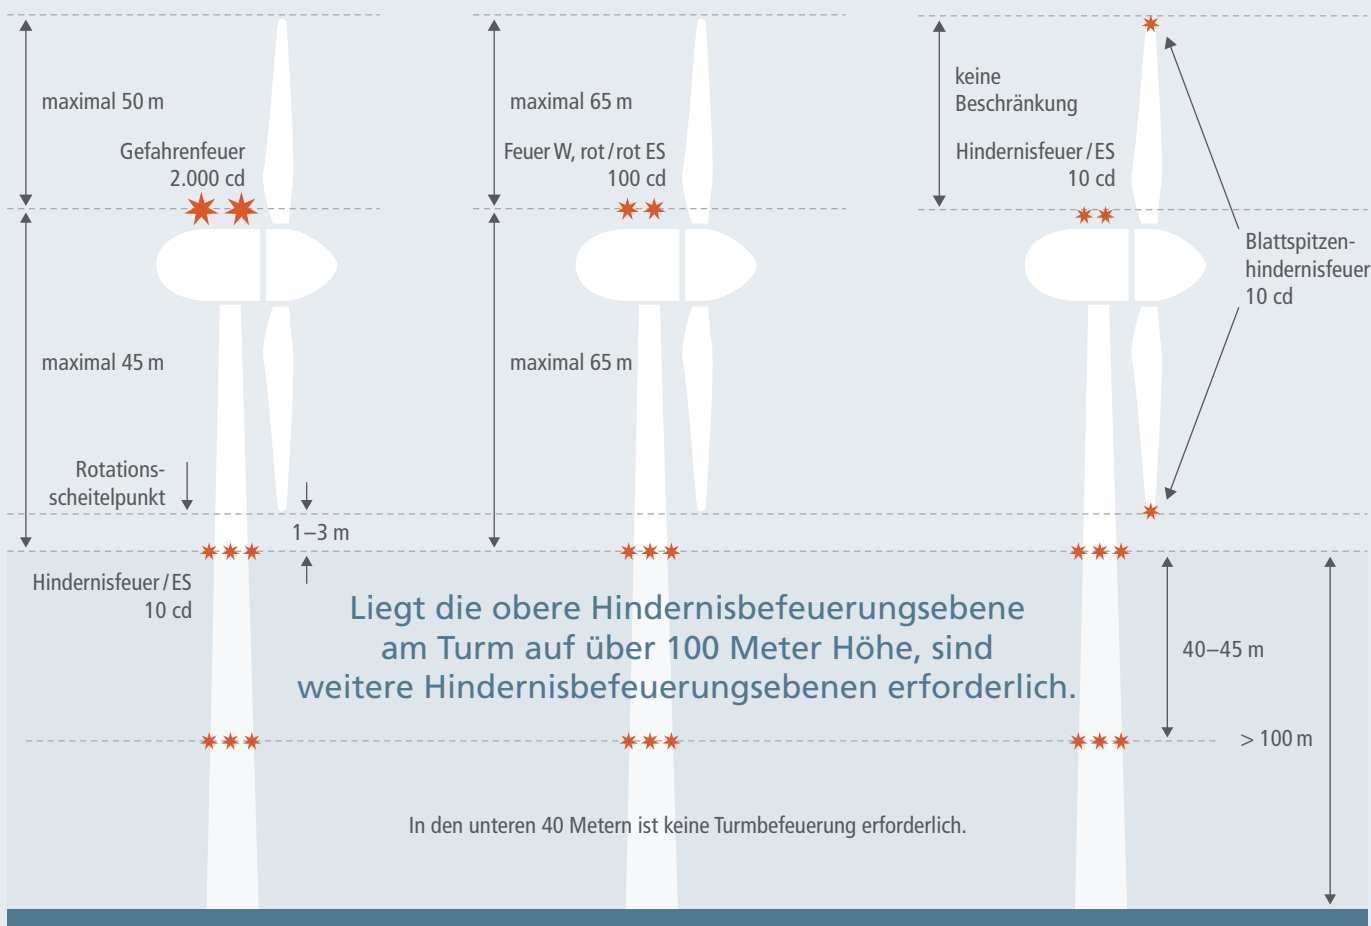 maximal 50 m
Gefahrenfeuer
2.000 cd
maximal 45 m
Rotations-
scheitelpunkt
1–3 m
Hindernisfeuer / ES
10 cd
maximal 65 m
Feuer W, rot / rot ES
100 cd
maximal 65 m
keine
Beschränkung
Hindernisfeuer / ES
10 cd
Blattspitzen-
hindernisfeuer
10 cd
Liegt die obere Hindernisbefeuerungsebene
am Turm auf über 100 Meter Höhe, sind
weitere Hindernisbefeuerungsebenen erforderlich.
40–45 m
> 100 m
In den unteren 40 Metern ist keine Turmbefeuerung erforderlich.